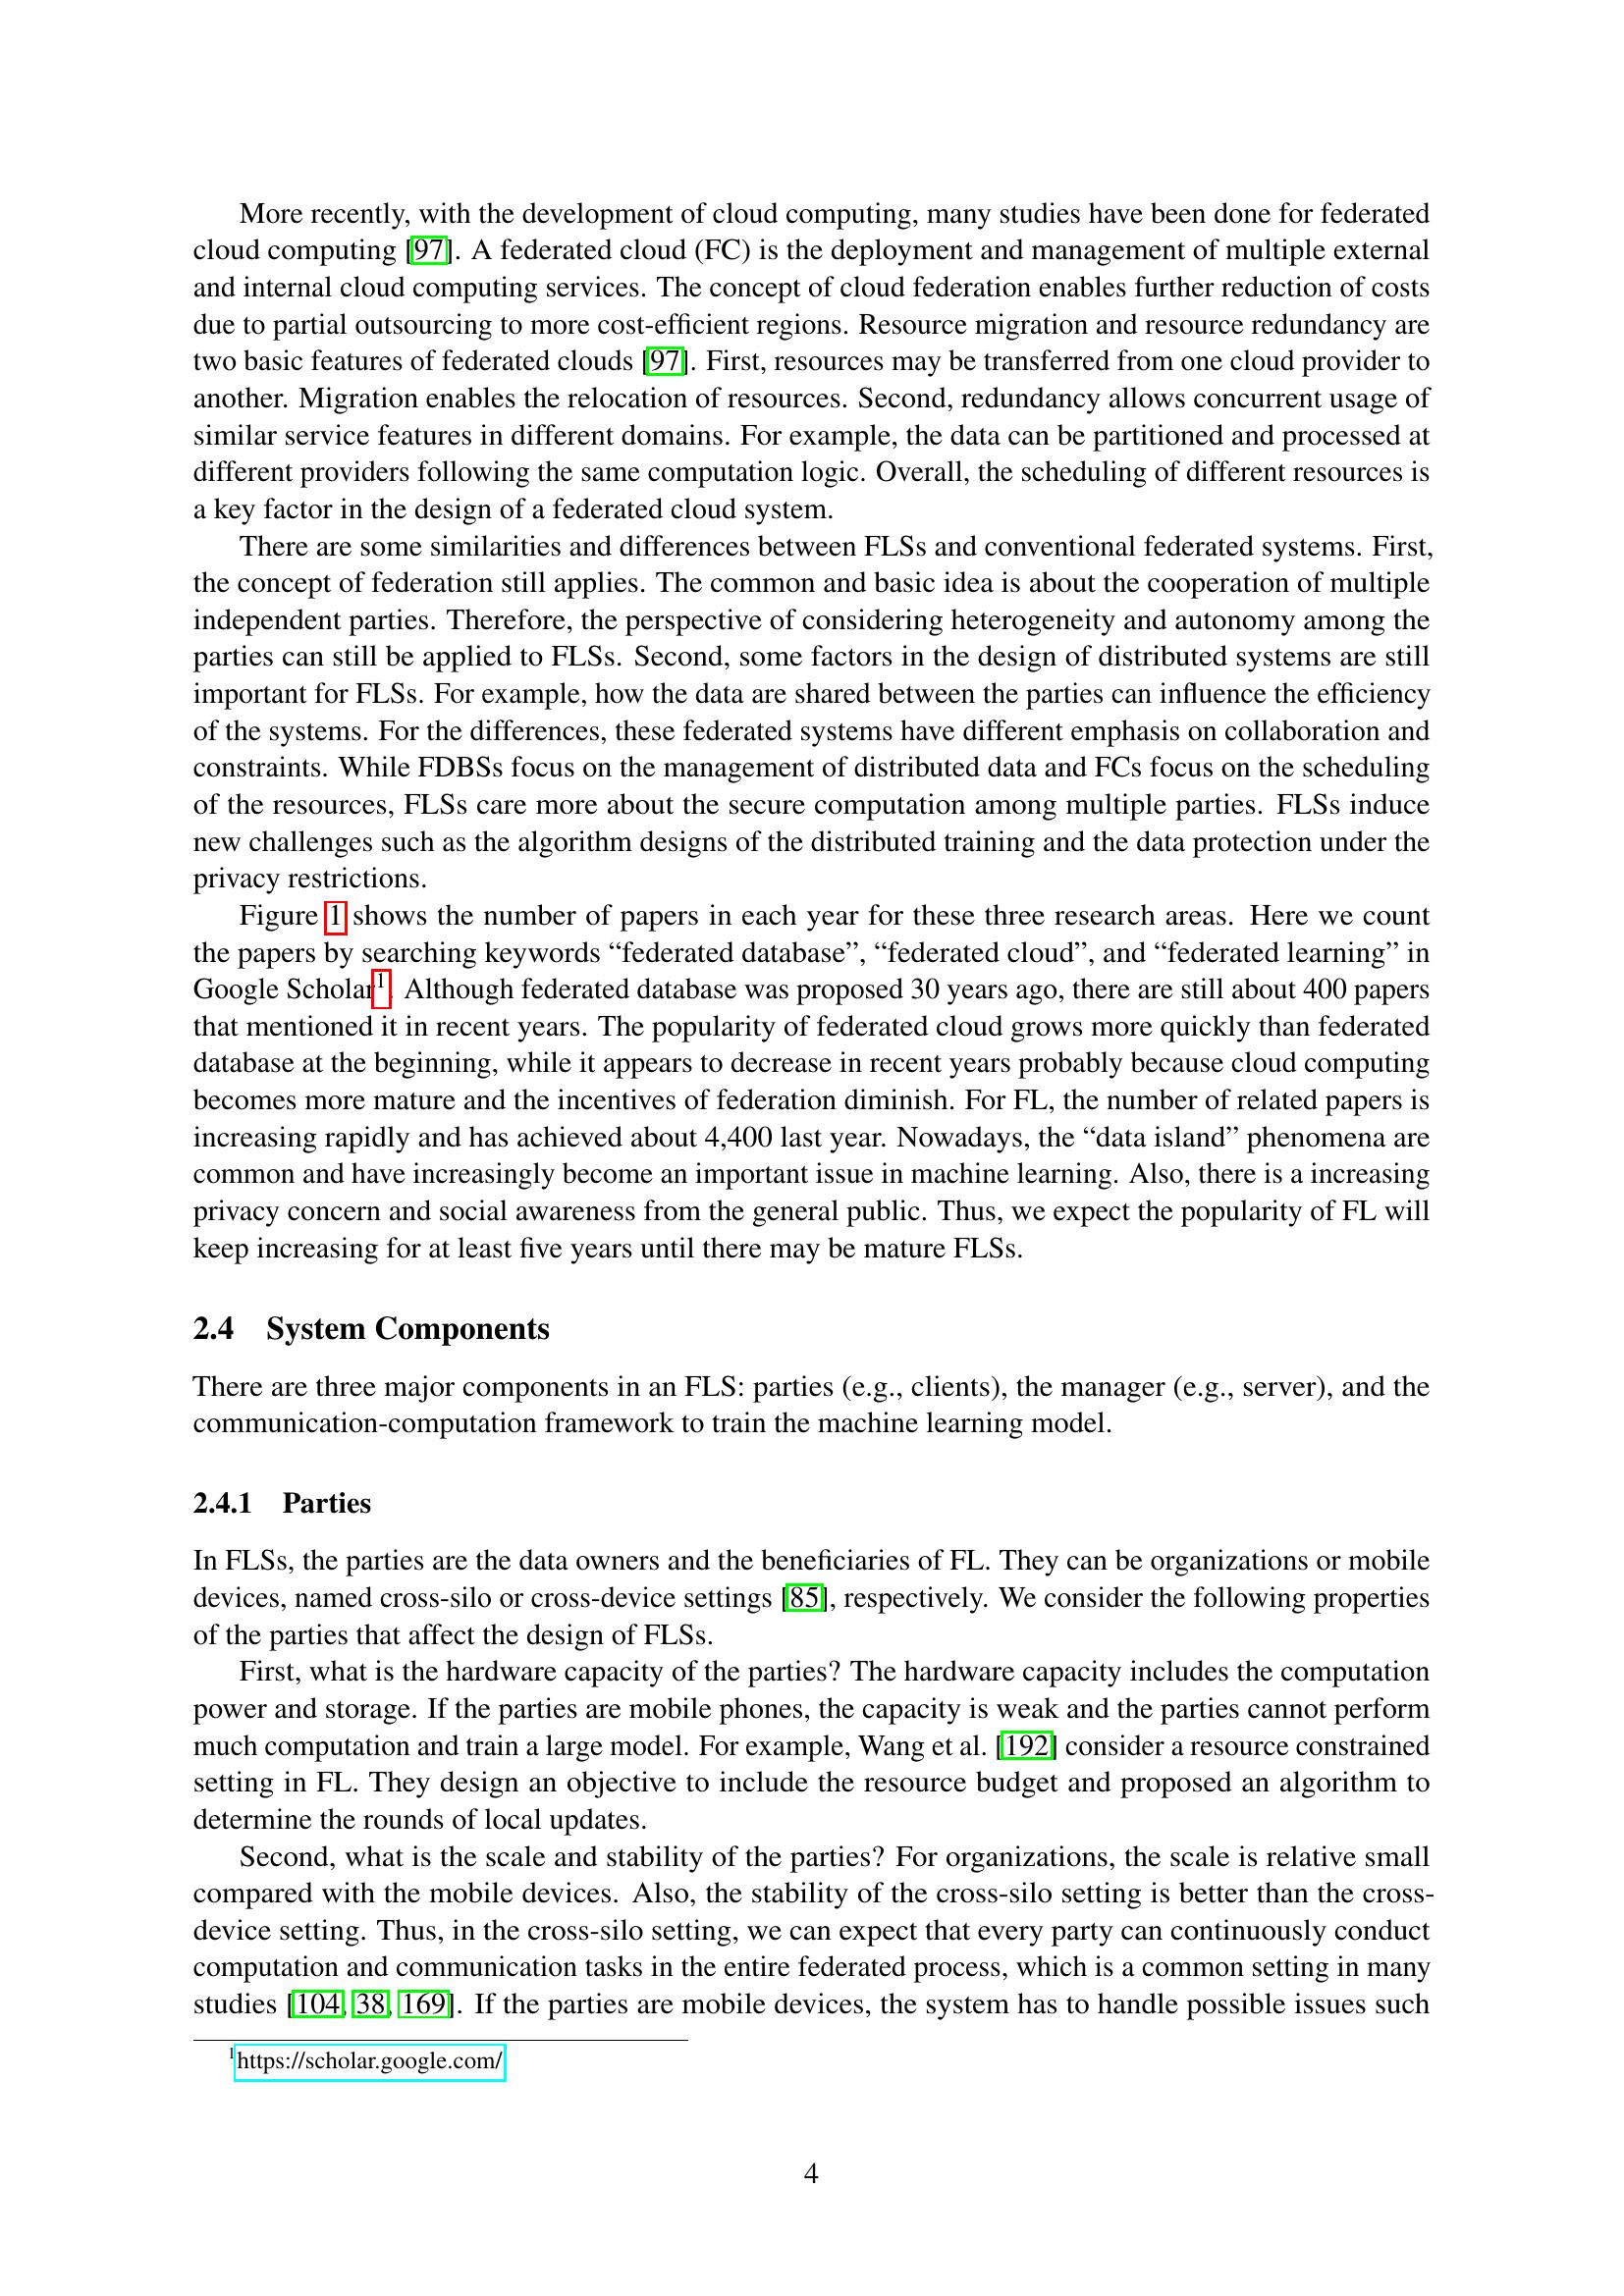 More recently, with the development of cloud computing, many studies have been done for federated
cloud computing [97]. A federated cloud (FC) is the deployment and management of multiple external
and internal cloud computing services. The concept of cloud federation enables further reduction of costs
due to partial outsourcing to more cost-efficient regions. Resource migration and resource redundancy are
two basic features of federated clouds [97]. First, resources may be transferred from one cloud provider to
another. Migration enables the relocation of resources. Second, redundancy allows concurrent usage of
similar service features in different domains. For example, the data can be partitioned and processed at
different providers following the same computation logic. Overall, the scheduling of different resources is
a key factor in the design of a federated cloud system.
There are some similarities and differences between FLSs and conventional federated systems. First,
the concept of federation still applies. The common and basic idea is about the cooperation of multiple
independent parties. Therefore, the perspective of considering heterogeneity and autonomy among the
parties can still be applied to FLSs. Second, some factors in the design of distributed systems are still
important for FLSs. For example, how the data are shared between the parties can influence the efficiency
of the systems. For the differences, these federated systems have different emphasis on collaboration and
constraints. While FDBSs focus on the management of distributed data and FCs focus on the scheduling
of the resources, FLSs care more about the secure computation among multiple parties. FLSs induce
new challenges such as the algorithm designs of the distributed training and the data protection under the
privacy restrictions.
Figure 1 shows the number of papers in each year for these three research areas. Here we count
the papers by searching keywords “federated database”, “federated cloud”, and “federated learning” in
Google Scholar1. Although federated database was proposed 30 years ago, there are still about 400 papers
that mentioned it in recent years. The popularity of federated cloud grows more quickly than federated
database at the beginning, while it appears to decrease in recent years probably because cloud computing
becomes more mature and the incentives of federation diminish. For FL, the number of related papers is
increasing rapidly and has achieved about 4,400 last year. Nowadays, the “data island” phenomena are
common and have increasingly become an important issue in machine learning. Also, there is a increasing
privacy concern and social awareness from the general public. Thus, we expect the popularity of FL will
keep increasing for at least five years until there may be mature FLSs.
2.4 System Components
There are three major components in an FLS: parties (e.g., clients), the manager (e.g., server), and the
communication-computation framework to train the machine learning model.
2.4.1 Parties
In FLSs, the parties are the data owners and the beneficiaries of FL. They can be organizations or mobile
devices, named cross-silo or cross-device settings [85], respectively. We consider the following properties
of the parties that affect the design of FLSs.
First, what is the hardware capacity of the parties? The hardware capacity includes the computation
power and storage. If the parties are mobile phones, the capacity is weak and the parties cannot perform
much computation and train a large model. For example, Wang et al. [192] consider a resource constrained
setting in FL. They design an objective to include the resource budget and proposed an algorithm to
determine the rounds of local updates.
Second, what is the scale and stability of the parties? For organizations, the scale is relative small
compared with the mobile devices. Also, the stability of the cross-silo setting is better than the cross-
device setting. Thus, in the cross-silo setting, we can expect that every party can continuously conduct
computation and communication tasks in the entire federated process, which is a common setting in many
studies [104, 38, 169]. If the parties are mobile devices, the system has to handle possible issues such
1https://scholar.google.com/
4